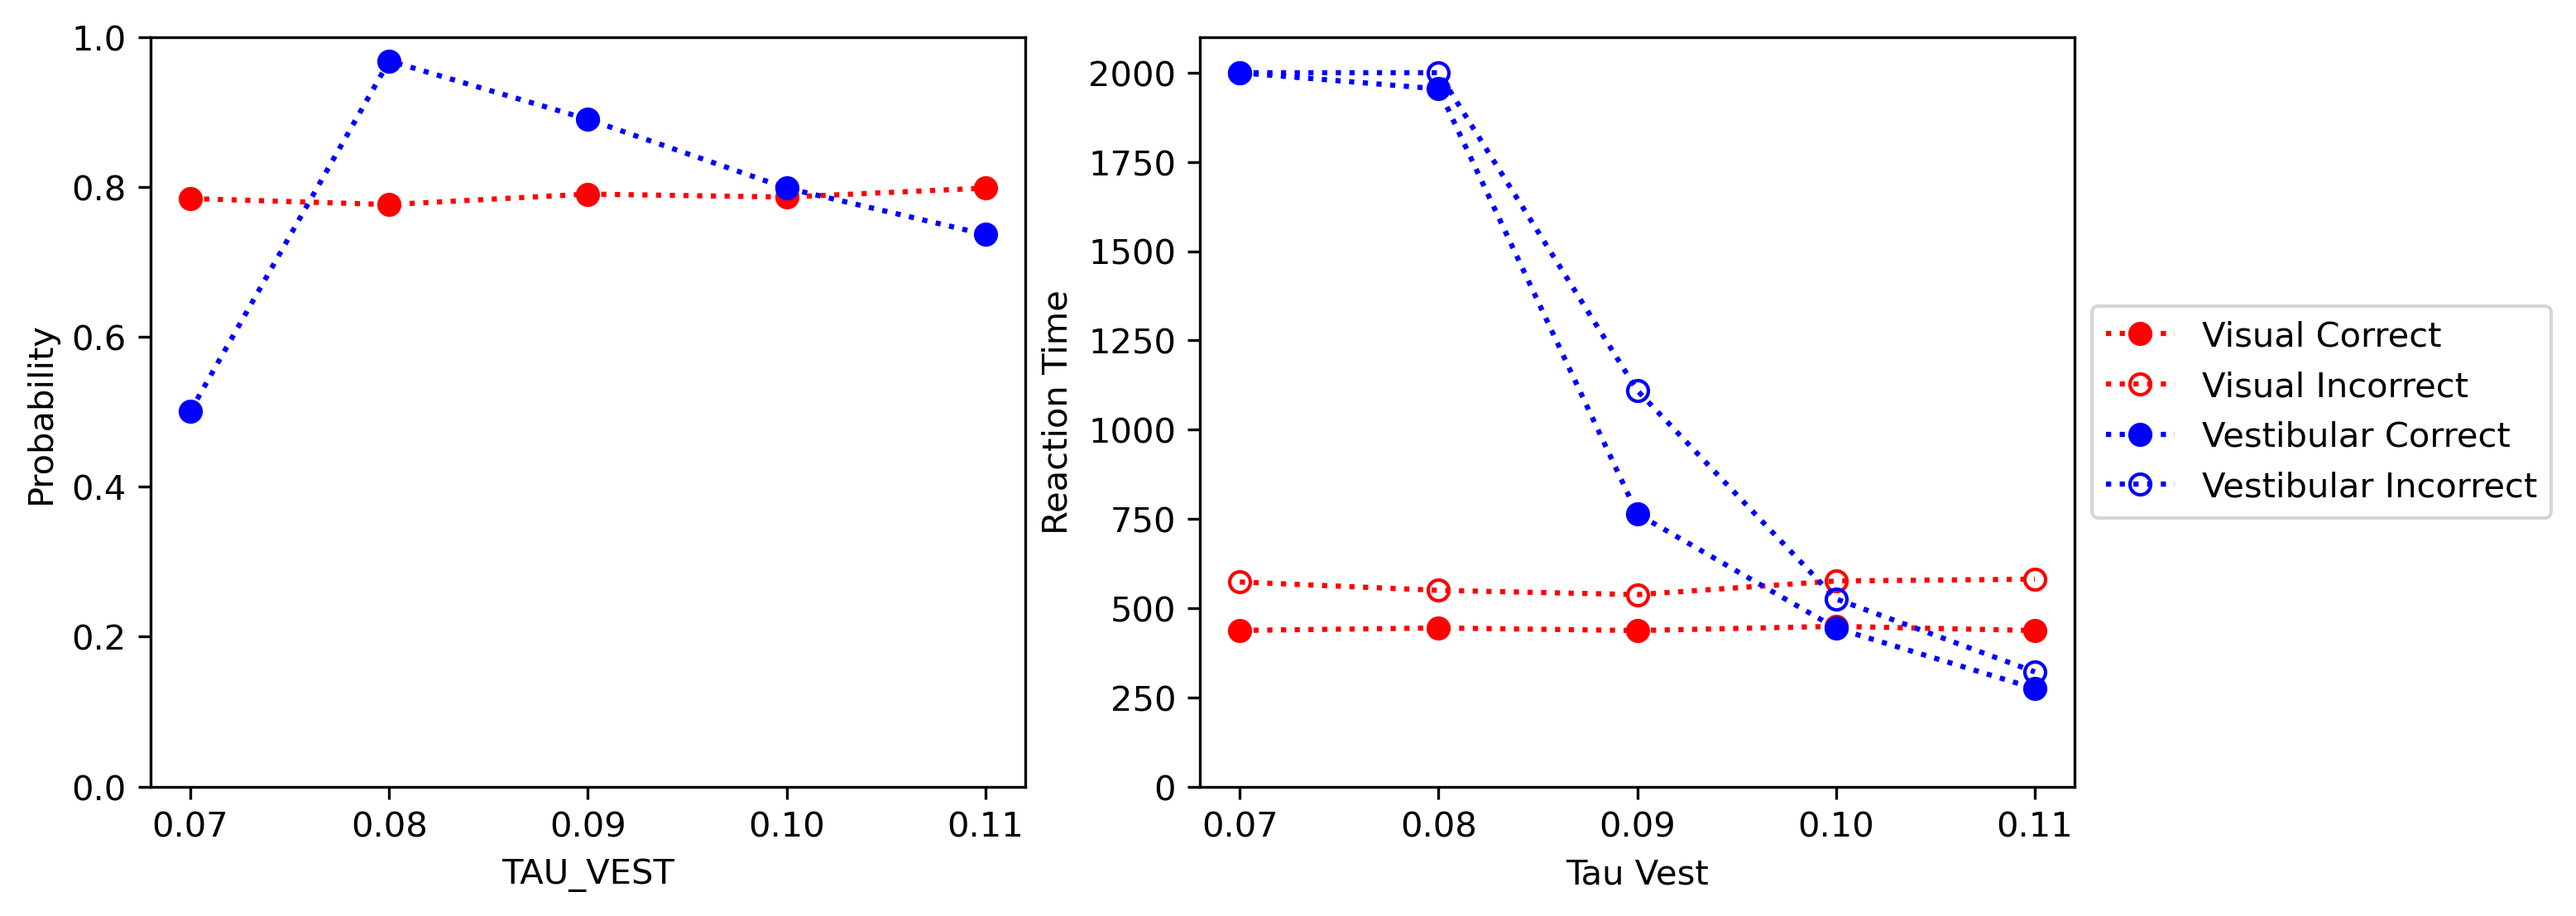 1.0
0.8
0.6
0.4
0.2
0.0
Probability
0.07 0.08 0.09 0.10 0.11
TAU_VEST
2000
1750
1500
1250
1000
750
500
250
0
Reaction Time
0.07 0.08 0.09 0.10 0.11
Tau Vest
Visual Correct
Visual Incorrect
Vestibular Correct
Vestibular Incorrect